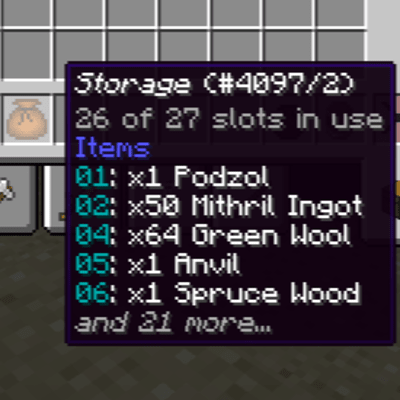 Storage (#4097/2)
26 of 27 slots in use
Items
01: x1 Podzol
02: x50 Mithril Ingot
04: x64 Green Wool
05: x1 Anvil
06: x1 Spruce Wood
and 21 more...